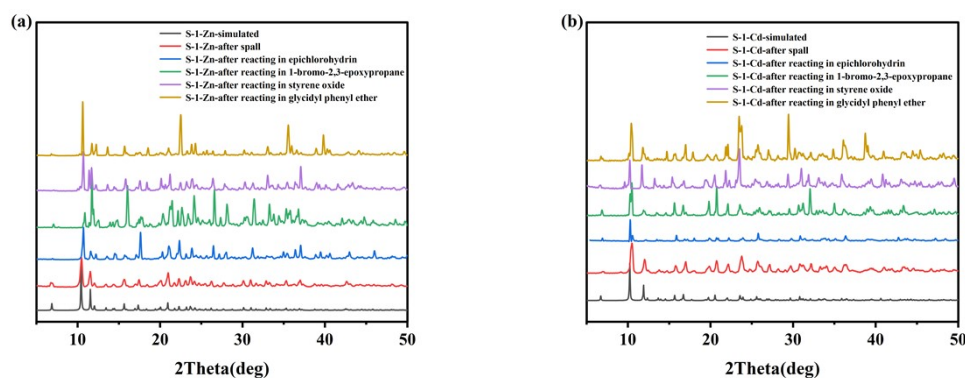 (a)
S-1-Zn-simulated
S-1-Zn-after spall
S-1-Zn-after reacting in epichlorohydrin
S-1-Zn-after reacting in 1-bromo-2,3-epoxypropane
S-1-Zn-after reacting in styrene oxide
S-1-Zn-after reacting in glycidyl phenyl ether
10 20 30 40 50
2Theta(deg)
(b)
S-1-Cd-simulated
S-1-Cd-after spall
S-1-Cd-after reacting in epichlorohydrin
S-1-Cd-after reacting in 1-bromo-2,3-epoxypropane
S-1-Cd-after reacting in styrene oxide
S-1-Cd-after reacting in glycidyl phenyl ether
10 20 30 40 50
2Theta(deg)